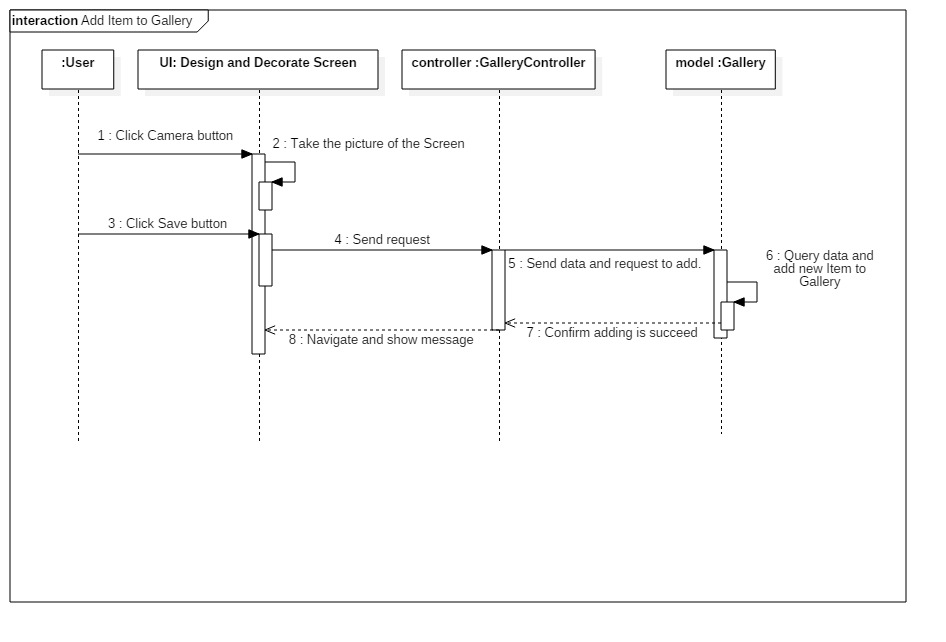 interaction Add Item to Gallery
:User
UI: Design and Decorate Screen
controller :GalleryController
model :Gallery
1 : Click Camera button
2 : Take the picture of the Screen
3 : Click Save button
4 : Send request
5 : Send data and request to add.
6 : Query data and
add new Item to
Gallery
7 : Confirm adding is succeed
8 : Navigate and show message